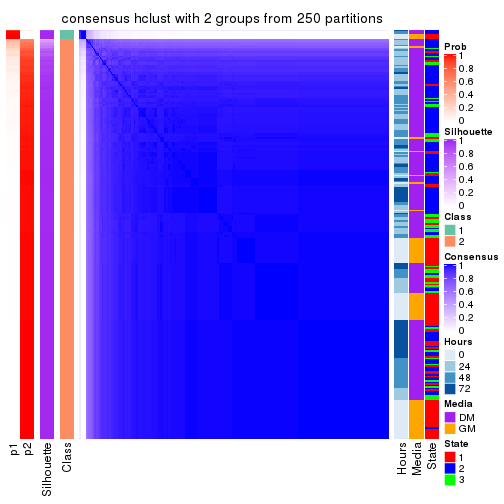 consensus hclust with 2 groups from 250 partitions
p1
p2
Silhouette
Class
Hours
Media
State
Prob
1
0.8
0.6
0.4
0.2
0
Silhouette
1
0.8
0.6
0.4
0.2
0
Class
1
2
Consensus
1
0.8
0.6
0.4
0.2
0
Hours
0
24
48
72
Media
DM
GM
State
1
2
3